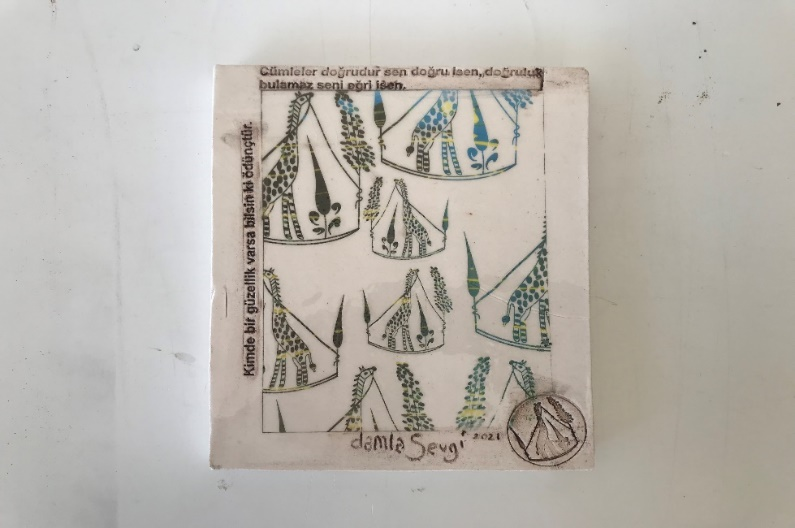 Cümleler doğrudur sen doğru isen, doğruluk
bulamaz seni eğri isen.
Kimde bir güzellik varsa bilsin ki ödünçtür.
damla Sevgi 2021